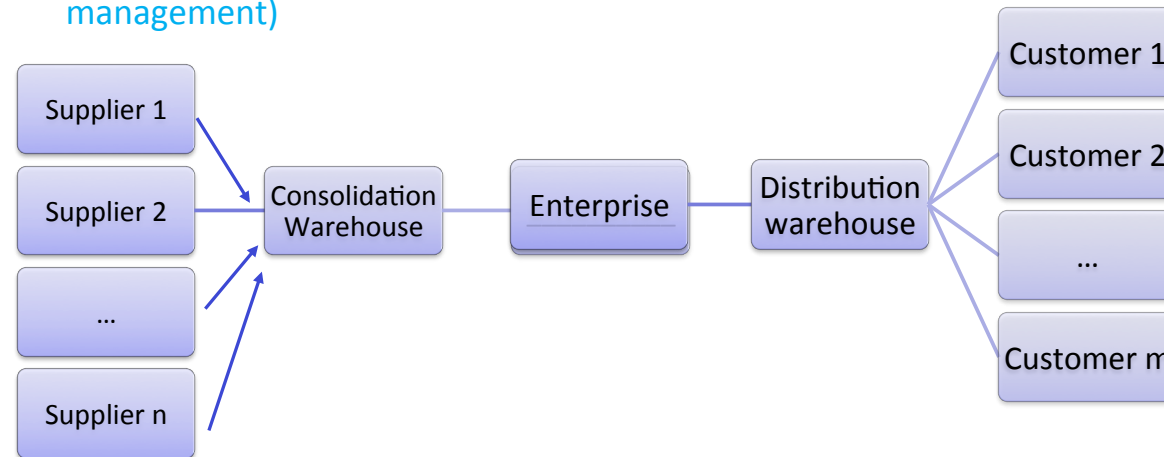 management)
Supplier 1
Supplier 2
...
Supplier n
Consolidation
Warehouse
Enterprise
Distribution
warehouse
Customer 1
Customer 2
...
Customer m